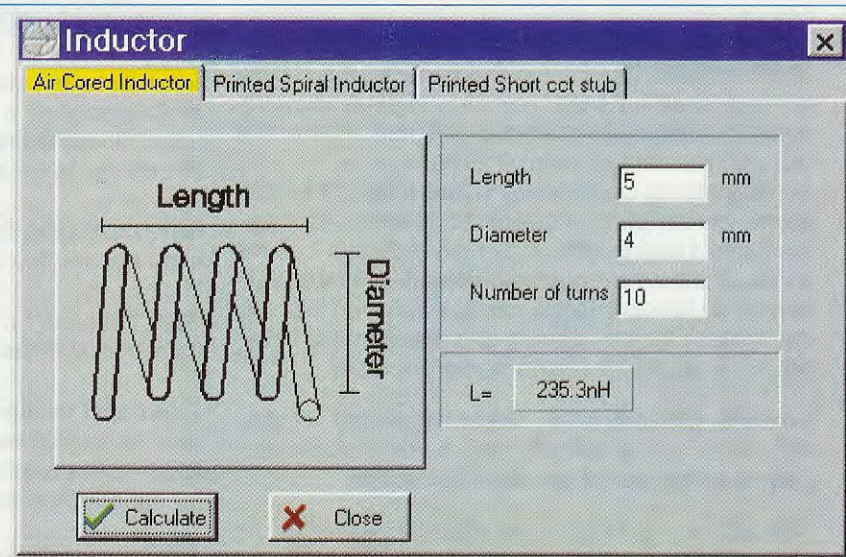 Inductor
Air Cored Inductor
Printed Spiral Inductor
Printed Short cct stub
Length
Diameter
Length 5 mm
Diameter 4 mm
Number of turns 10
L= 235.3nH
Calculate
Close